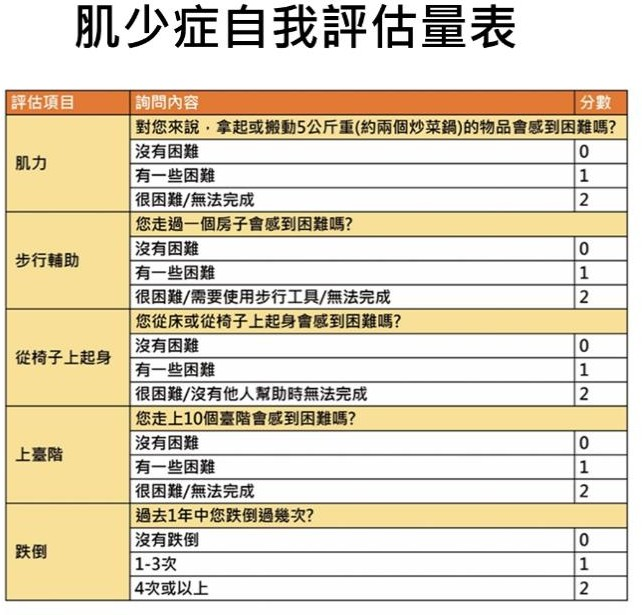 肌少症自我評估量表
評估項目 詢問內容 分數
肌力 對您來說，拿起或搬動5公斤重(約兩個炒菜鍋)的物品會感到困難嗎?
沒有困難 0
有一些困難 1
很困難/無法完成 2
步行輔助 您走過一個房子會感到困難嗎?
沒有困難 0
有一些困難 1
很困難/需要使用步行工具/無法完成 2
從椅子上起身 您從床或從椅子上起身會感到困難嗎?
沒有困難 0
有一些困難 1
很困難/沒有他人幫助時無法完成 2
上臺階 您走上10個臺階會感到困難嗎?
沒有困難 0
有一些困難 1
很困難/無法完成 2
跌倒 過去1年中您跌倒過幾次?
沒有跌倒 0
1-3次 1
4次或以上 2